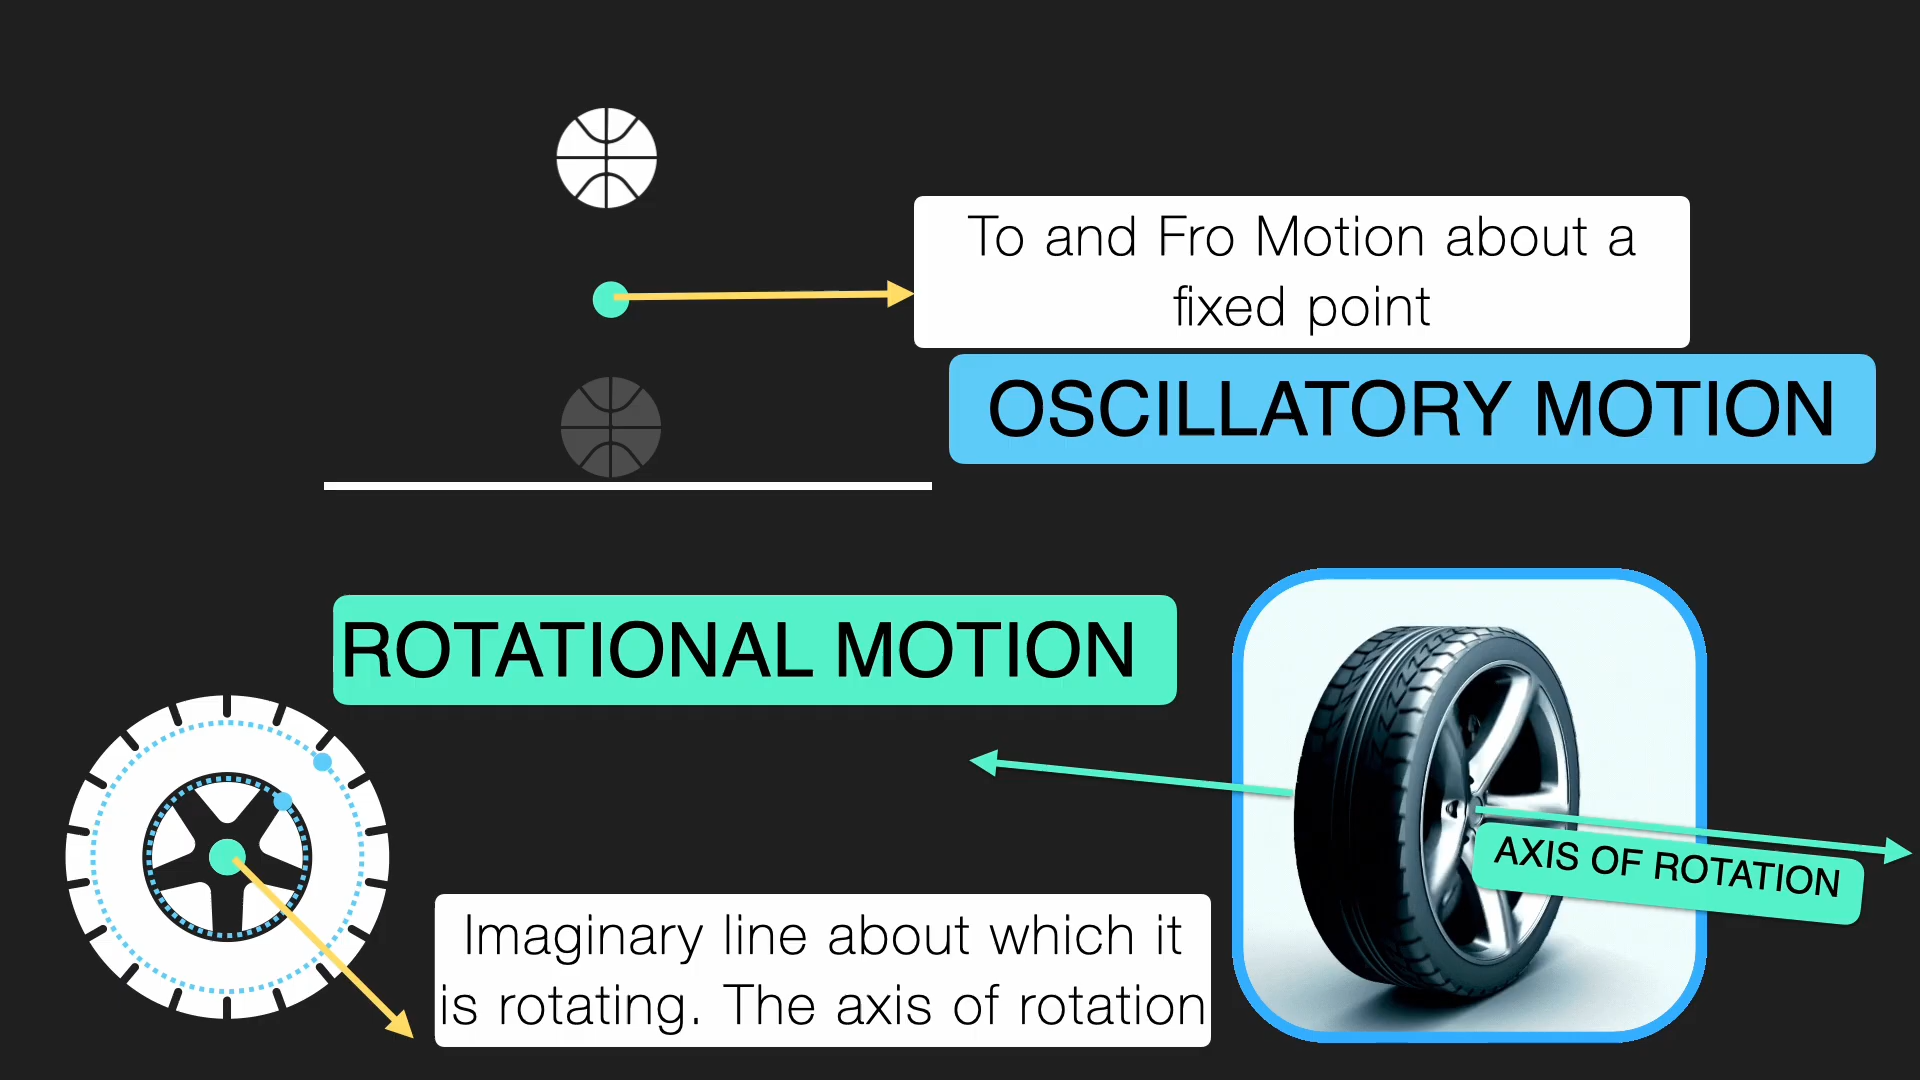 To and Fro Motion about a
fixed point
OSCILLATORY MOTION
ROTATIONAL MOTION
AXIS OF ROTATION
Imaginary line about which it
is rotating. The axis of rotation